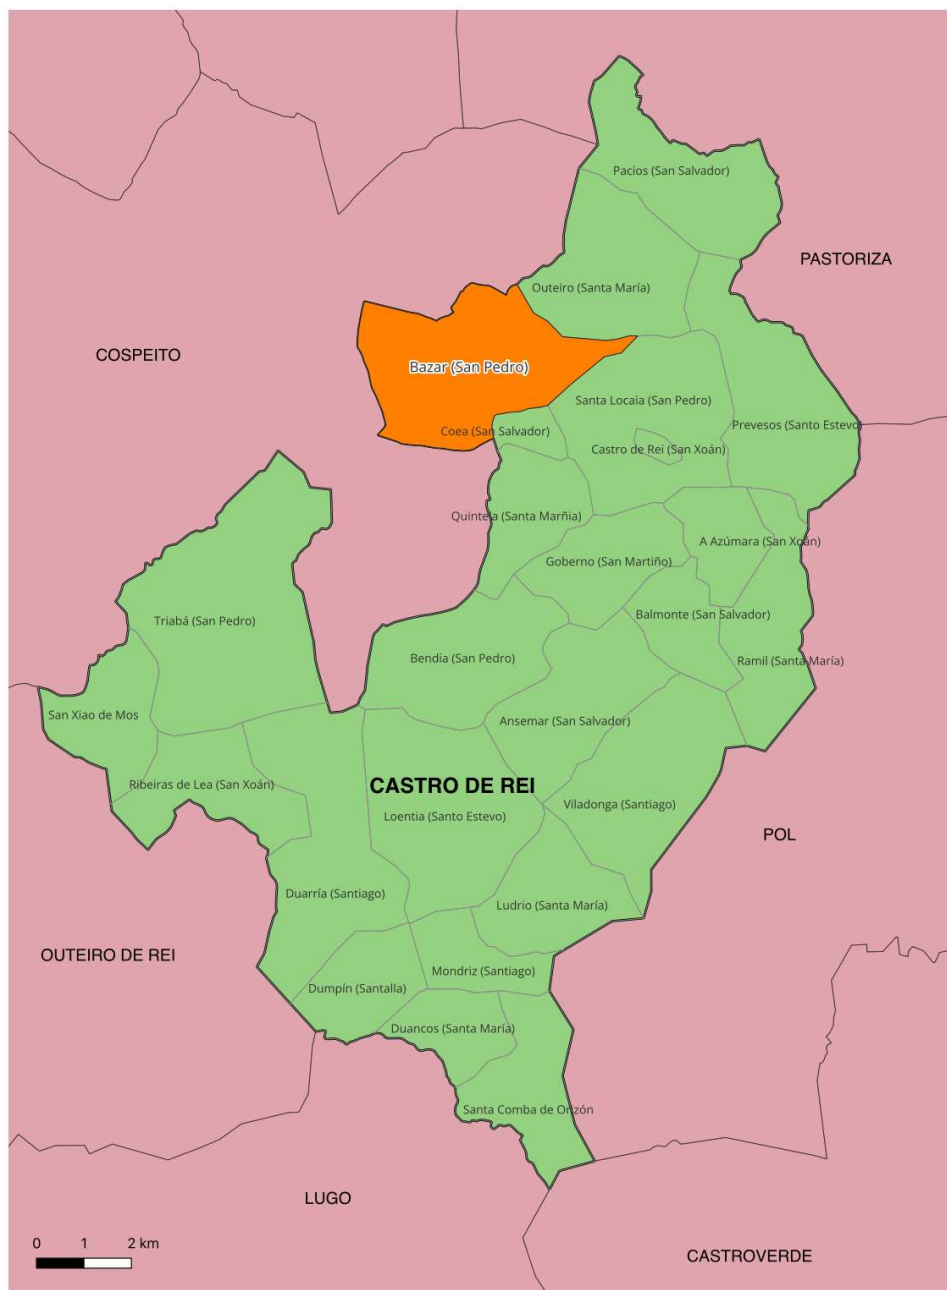 Pacios (San Salvador)
PASTORIZA
Outeiro (Santa María)
COSPEITO
Bazar (San Pedro)
Santa Locaia (San Pedro)
Prevesos (Santo Estevo)
Coea (San Salvador)
Castro de Rei (San Xoán)
Quintela (Santa Marñia)
A Azúmara (San Xoán)
Goberno (San Martiño)
Balmonte (San Salvador)
Triabá (San Pedro)
Bendia (San Pedro)
Ramil (Santa María)
San Xiao de Mos
Ansemar (San Salvador)
Ribeiras de Lea (San Xoán)
CASTRO DE REI
Viladonga (Santiago)
Loentia (Santo Estevo)
POL
Duarría (Santiago)
Ludrio (Santa María)
OUTEIRO DE REI
Mondriz (Santiago)
Dumpín (Santalla)
Duancos (Santa María)
Santa Comba de Orizón
LUGO
0 1 2 km
CASTROVERDE